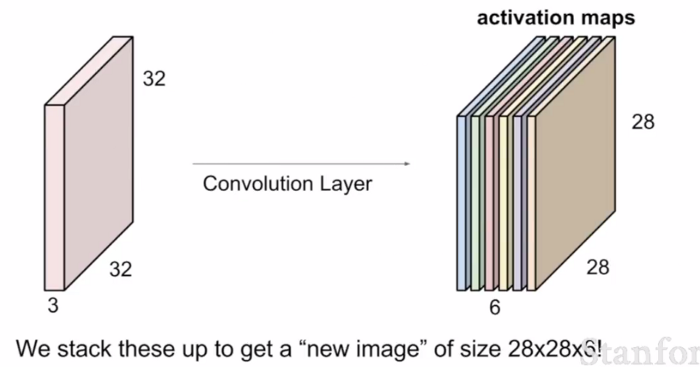 activation maps
32
32
3
Convolution Layer
28
28
6
We stack these up to get a “new image” of size 28x28x6!
Stanfor